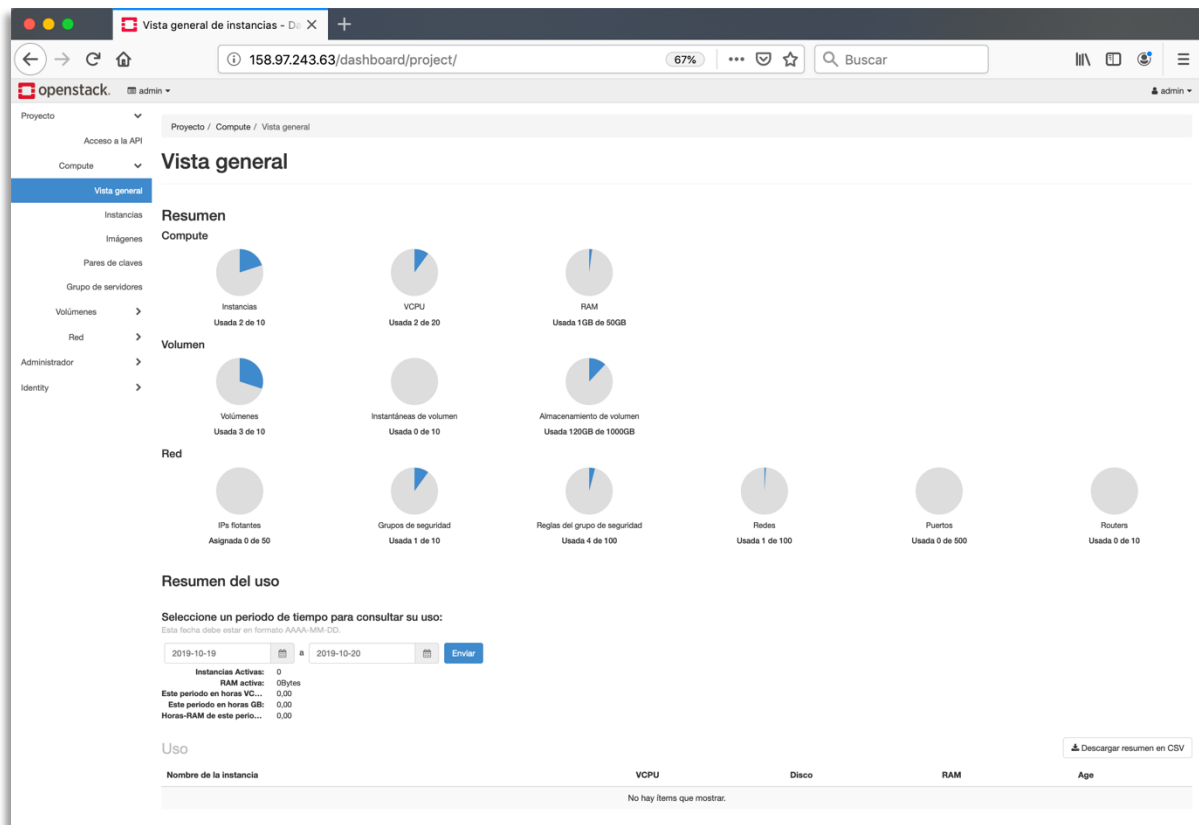 Vista general de instancias - Da
158.97.243.63/dashboard/project/
67%
Buscar
openstack.
admin
admin
Proyecto
Acceso a la API
Compute
Vista general
Instancias
Imágenes
Pares de claves
Grupo de servidores
Volúmenes
Red
Administrador
Identity
Proyecto / Compute / Vista general
Vista general
Resumen
Compute
Instancias VCPU RAM
Usada 2 de 10 Usada 2 de 20 Usada 1GB de 50GB
Volumen
Volúmenes Instantáneas de volumen Almacenamiento de volumen
Usada 3 de 10 Usada 0 de 10 Usada 120GB de 1000GB
Red
IPs flotantes Grupos de seguridad Reglas del grupo de seguridad Redes Puertos Routers
Asignada 0 de 50 Usada 1 de 10 Usada 4 de 100 Usada 1 de 100 Usada 0 de 500 Usada 0 de 10
Resumen del uso
Seleccione un periodo de tiempo para consultar su uso:
Esta fecha debe estar en formato AAAA-MM-DD.
2019-10-19 a 2019-10-20 Enviar
Instancias Activas: 0
RAM activa: 0Bytes
Este periodo en horas VC... 0,00
Este periodo en horas GB: 0,00
Horas-RAM de este perio... 0,00
Uso
Descargar resumen en CSV
Nombre de la instancia VCPU Disco RAM Age
No hay ítems que mostrar.